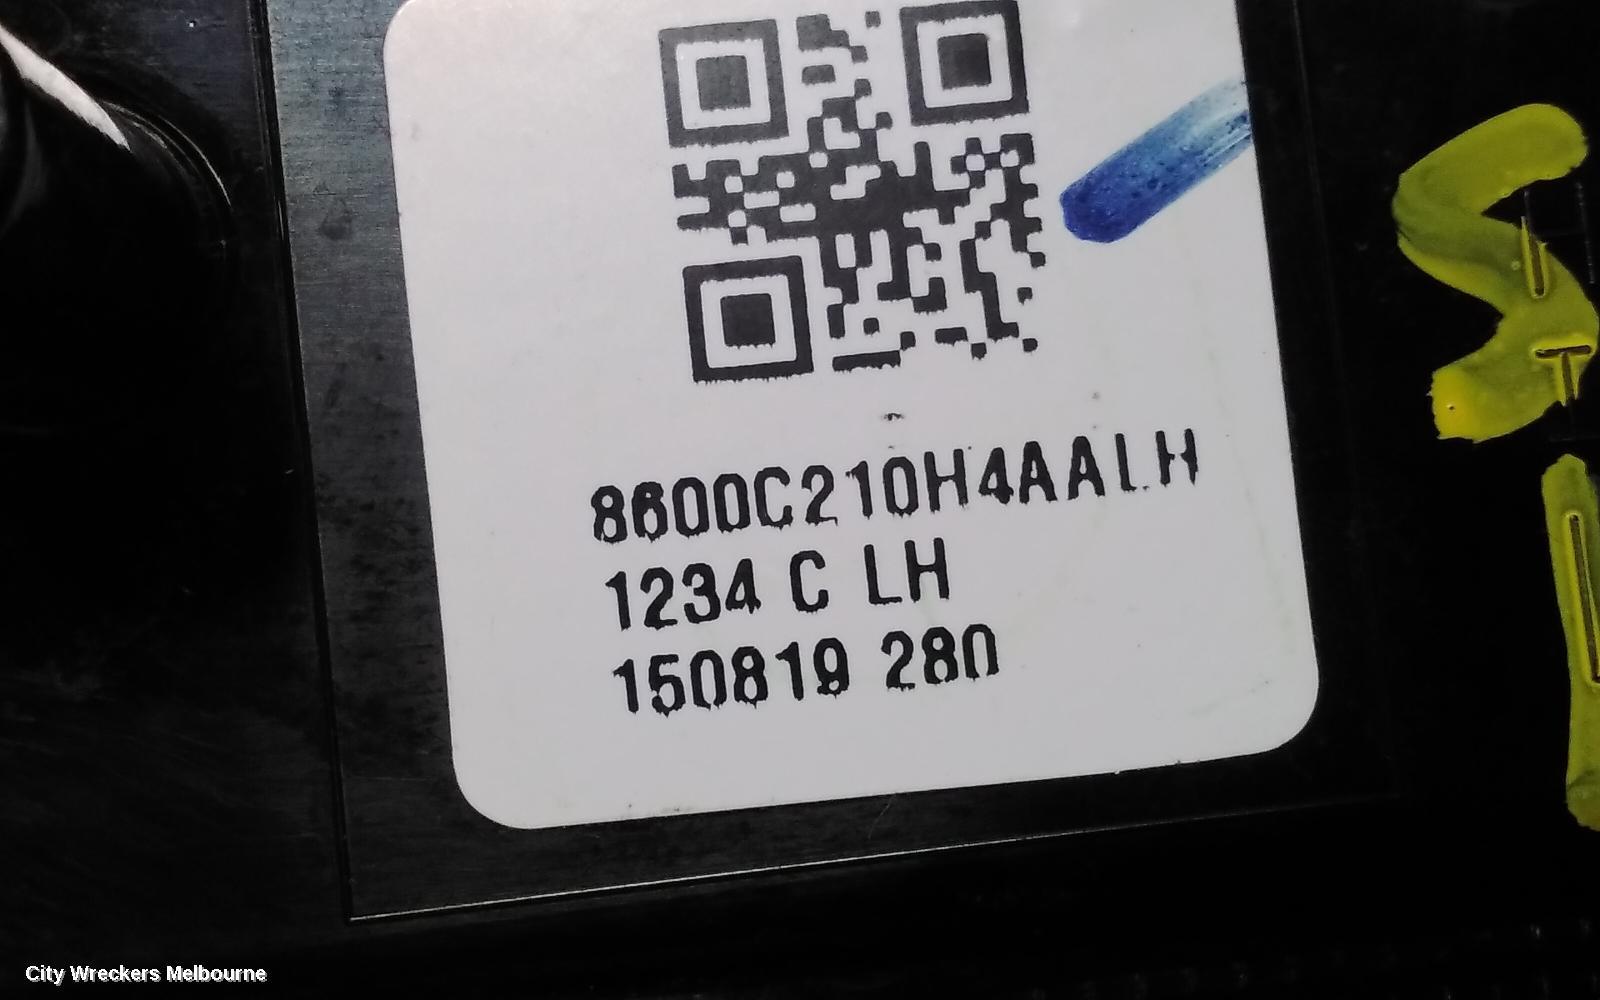 8600C210H4AALH
1234 C LH
150819 280
City Wreckers Melbourne